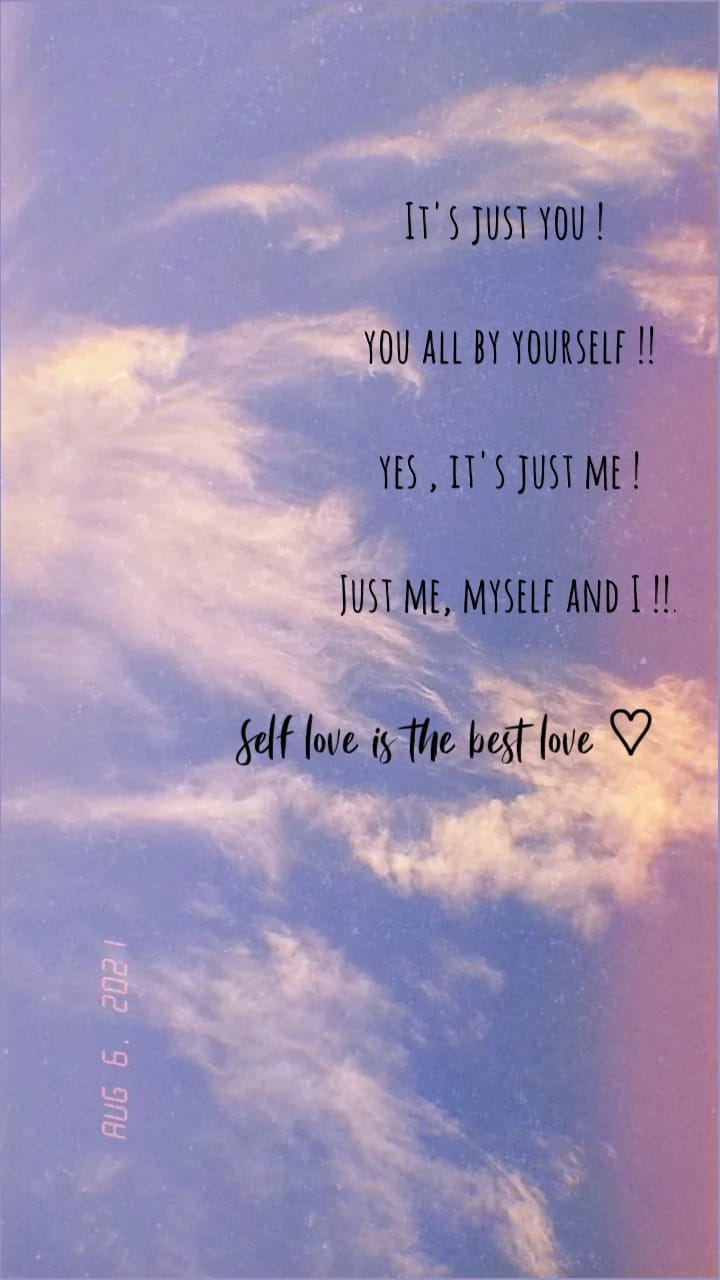 It's just you !
you all by yourself !!
yes , it's just me !
Just me, myself and I !!.
Self love is the best love ♡
AUG 6. 2021